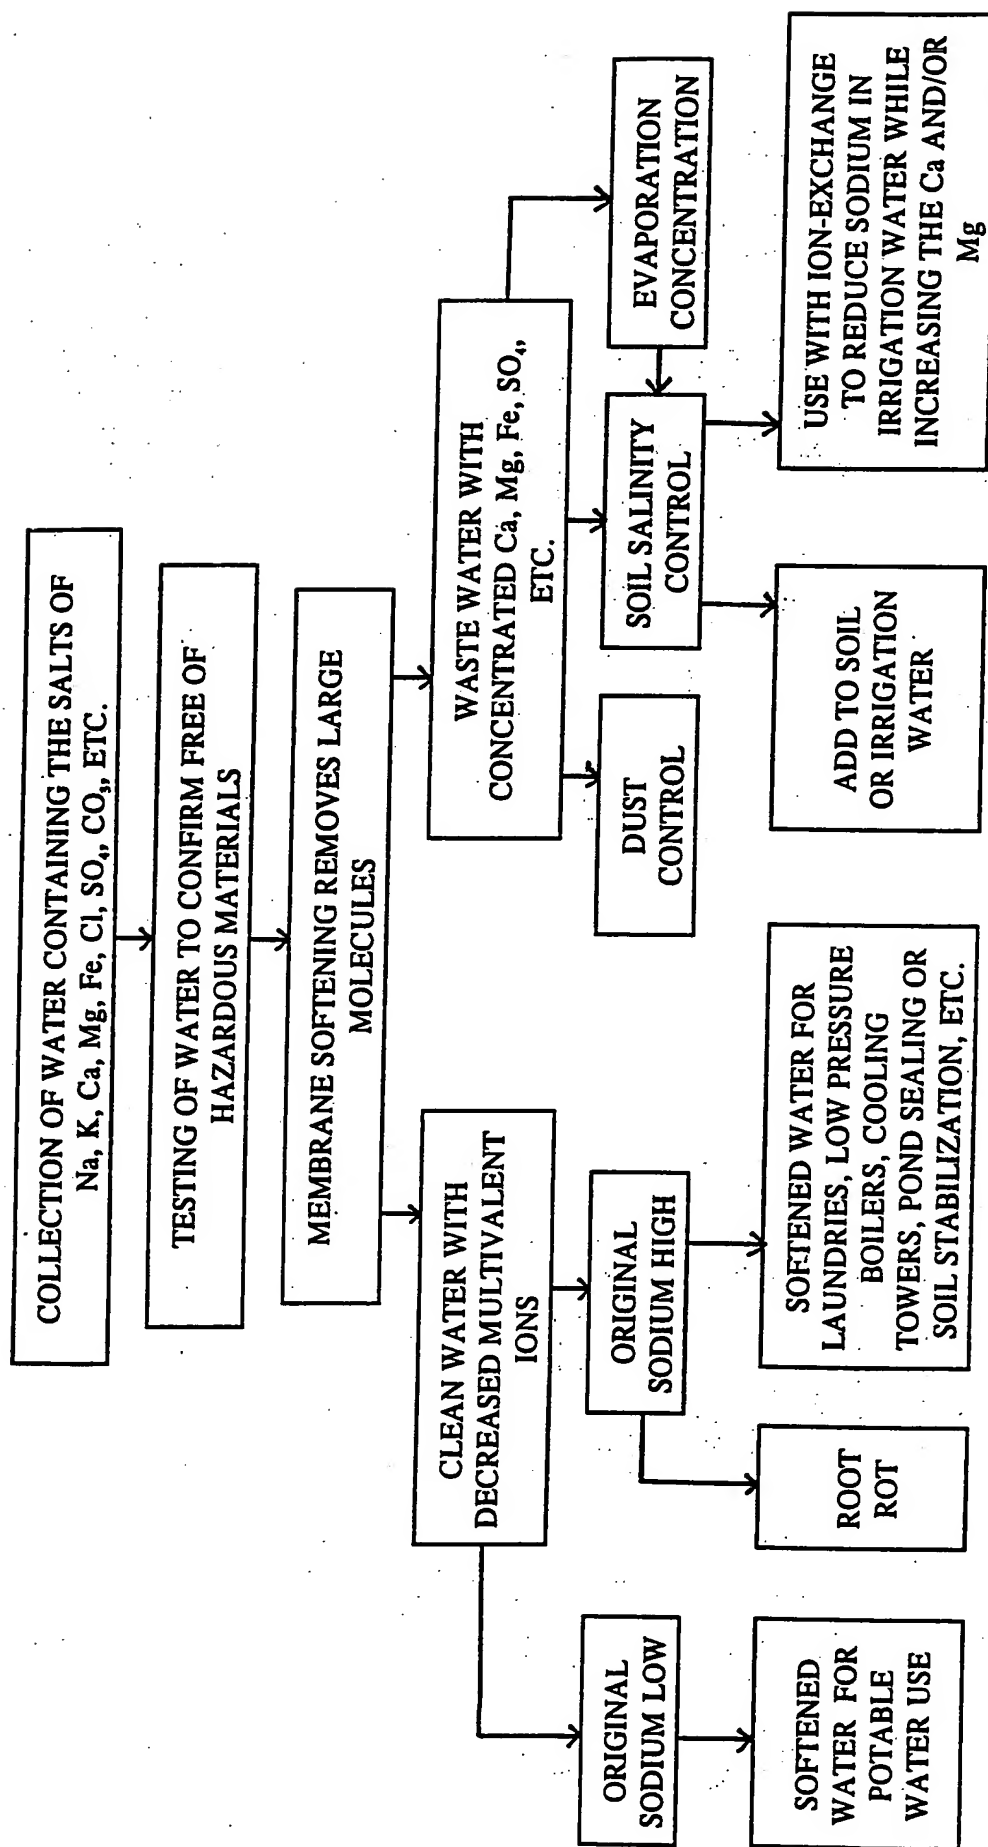 COLLECTION OF WATER CONTAINING THE SALTS OF
Na, K, Ca, Mg, Fe, Cl, SO₄, CO₃, ETC.
TESTING OF WATER TO CONFIRM FREE OF
HAZARDOUS MATERIALS
MEMBRANE SOFTENING REMOVES LARGE
MOLECULES
CLEAN WATER WITH
DECREASED MULTIVALENT
IONS
WASTE WATER WITH
CONCENTRATED Ca, Mg, Fe, SO₄,
ETC.
ORIGINAL
SODIUM LOW
ORIGINAL
SODIUM HIGH
DUST
CONTROL
SOIL SALINITY
CONTROL
EVAPORATION
CONCENTRATION
SOFTENED
WATER FOR
POTABLE
WATER USE
ROOT
ROT
SOFTENED WATER FOR
LAUNDRIES, LOW PRESSURE
BOILERS, COOLING
TOWERS, POND SEALING OR
SOIL STABILIZATION, ETC.
ADD TO SOIL
OR IRRIGATION
WATER
USE WITH ION-EXCHANGE
TO REDUCE SODIUM IN
IRRIGATION WATER WHILE
INCREASING THE Ca AND/OR
Mg